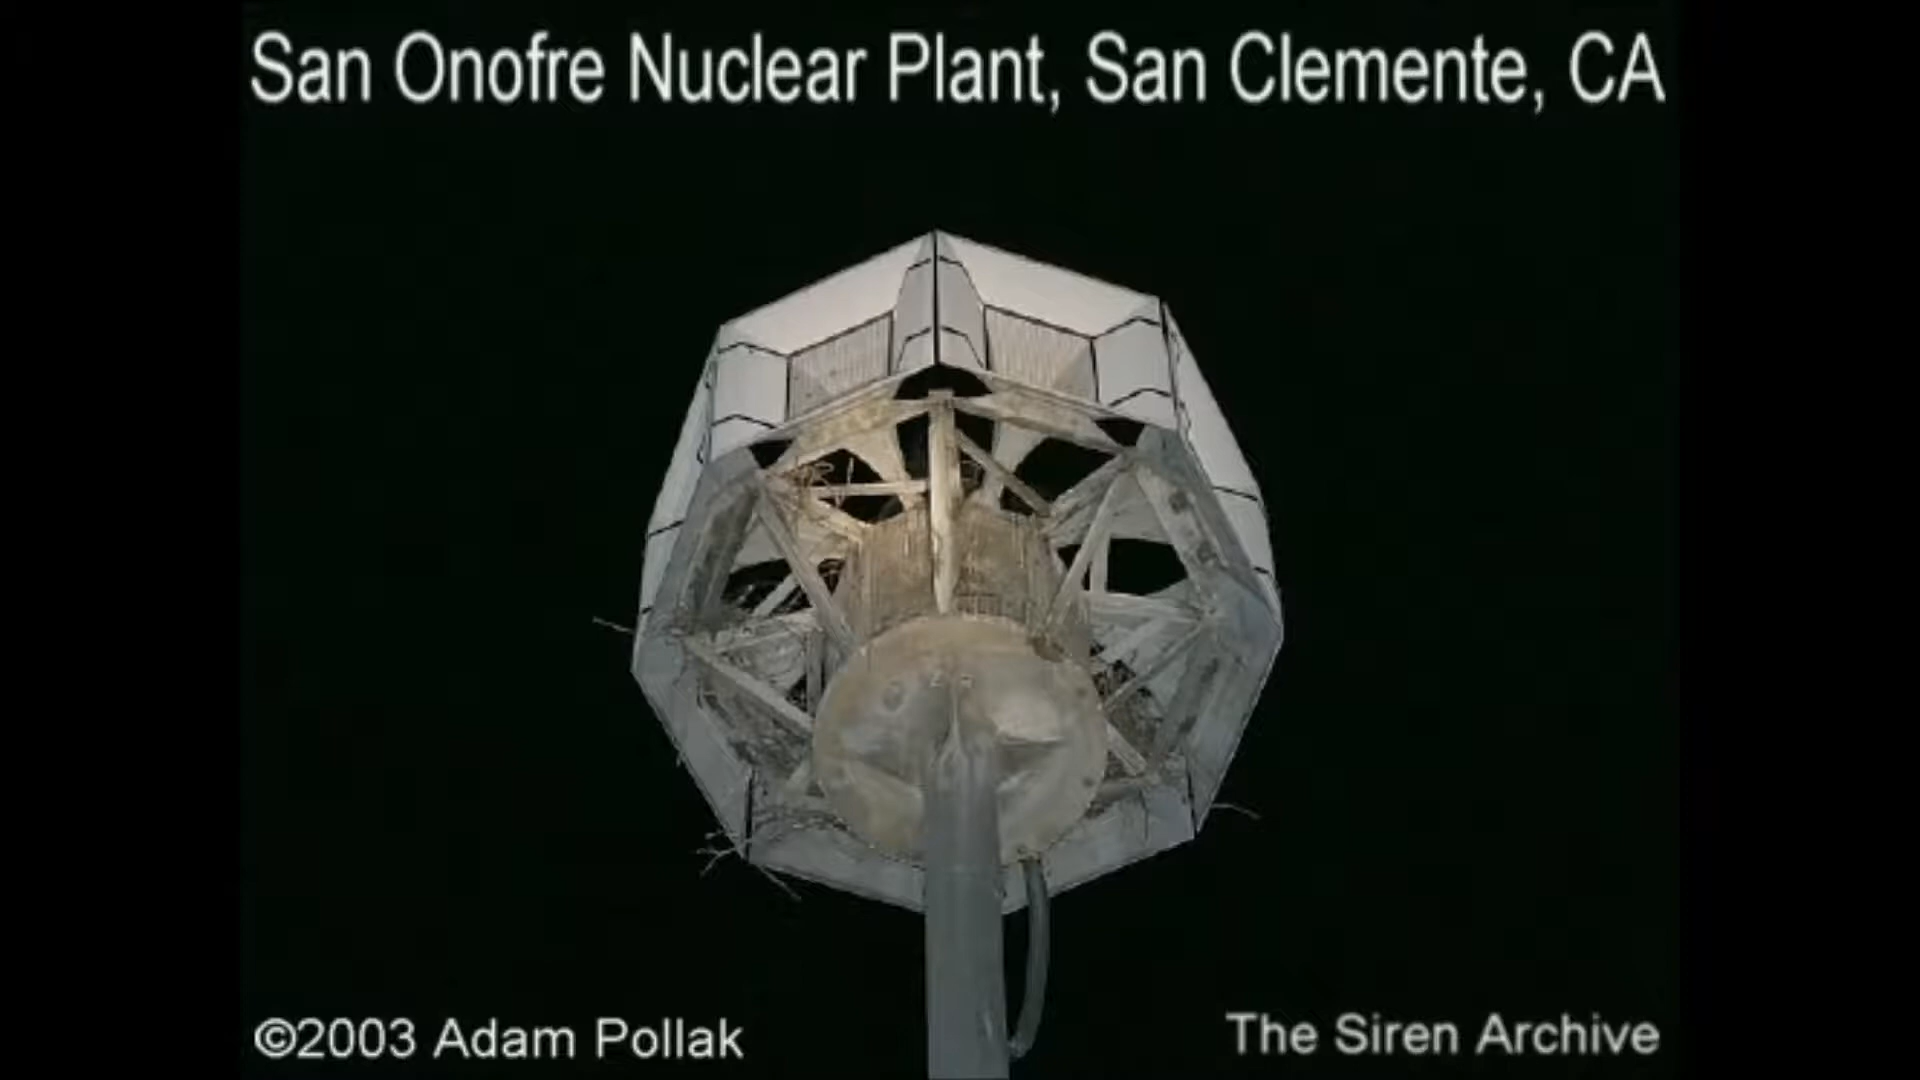 San Onofre Nuclear Plant, San Clemente, CA
©2003 Adam Pollak
The Siren Archive